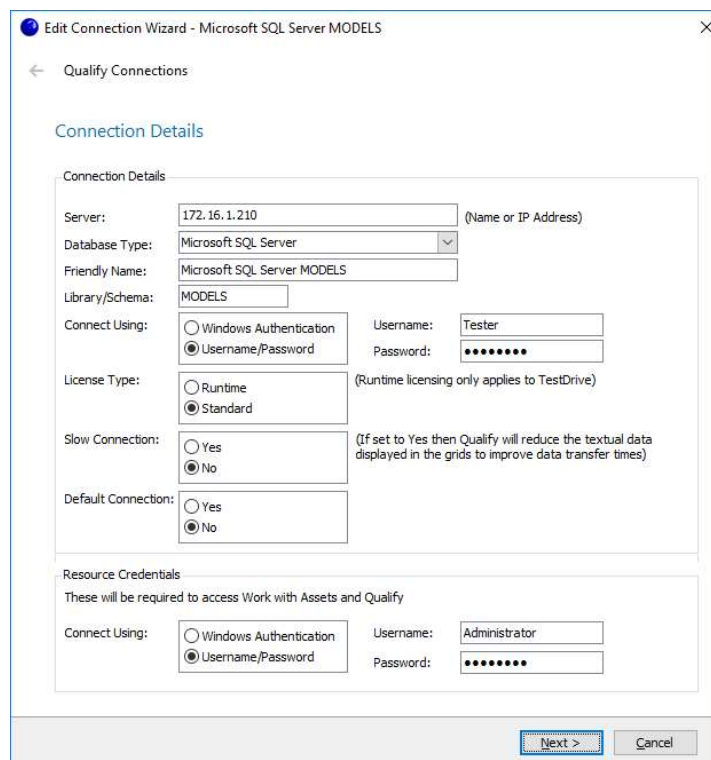 Edit Connection Wizard - Microsoft SQL Server MODELS
Qualify Connections
Connection Details
Connection Details
Server: 172.16.1.210 (Name or IP Address)
Database Type: Microsoft SQL Server
Friendly Name: Microsoft SQL Server MODELS
Library/Schema: MODELS
Connect Using: Windows Authentication Username: Tester
Username/Password Password: ●●●●●●●●
License Type: Runtime (Runtime licensing only applies to TestDrive)
Standard
Slow Connection: Yes (If set to Yes then Qualify will reduce the textual data
No displayed in the grids to improve data transfer times)
Default Connection: Yes
No
Resource Credentials
These will be required to access Work with Assets and Qualify
Connect Using: Windows Authentication Username: Administrator
Username/Password Password: ●●●●●●●●
Next > Cancel